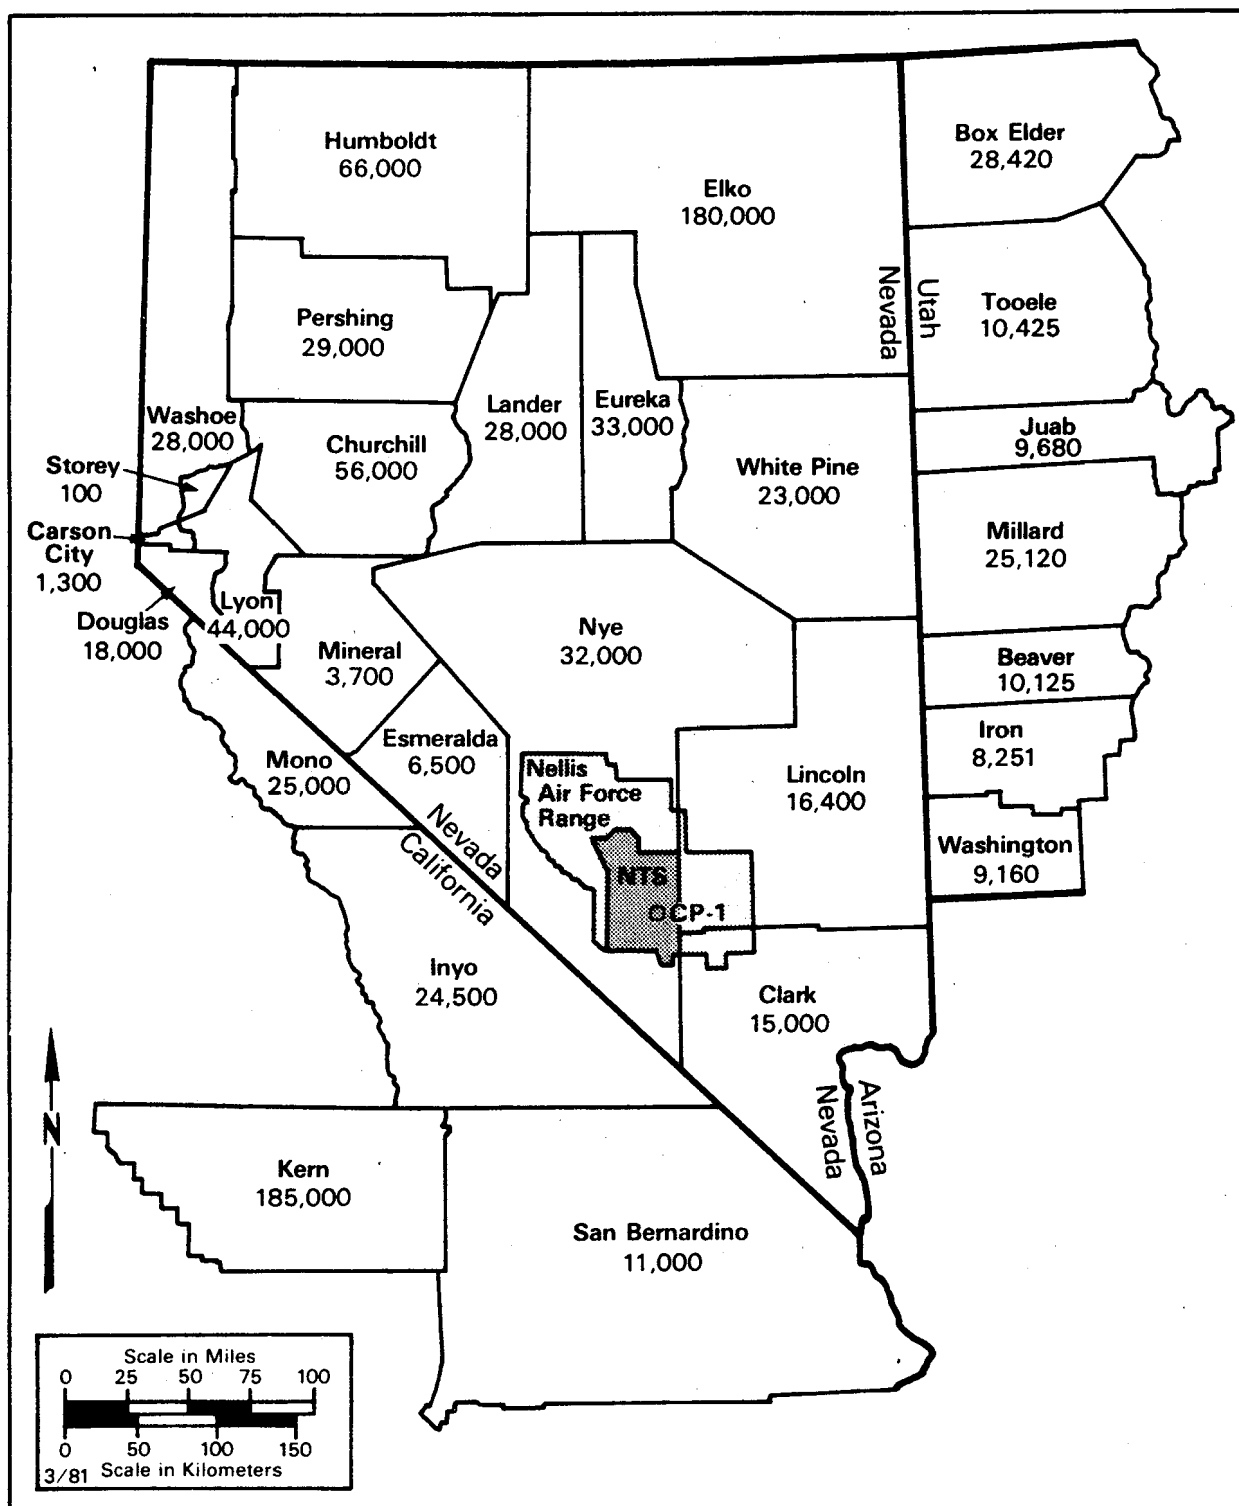 Humboldt
66,000
Elko
180,000
Box Elder
28,420
Nevada
Utah
Tooele
10,425
Pershing
29,000
Washoe
28,000
Churchill
56,000
Lander
28,000
Eureka
33,000
White Pine
23,000
Juab
9,680
Storey
100
Carson
City
1,300
Millard
25,120
Douglas
18,000
Lyon
44,000
Mineral
3,700
Nye
32,000
Beaver
10,125
Iron
8,251
Mono
25,000
Esmeralda
6,500
Nellis
Air Force
Range
Lincoln
16,400
Washington
9,160
Nevada
California
NTS
OCP-1
Inyo
24,500
Clark
15,000
Nevada
Arizona
N
Kern
185,000
San Bernardino
11,000
Scale in Miles
0 25 50 75 100
0 50 100 150
3/81 Scale in Kilometers